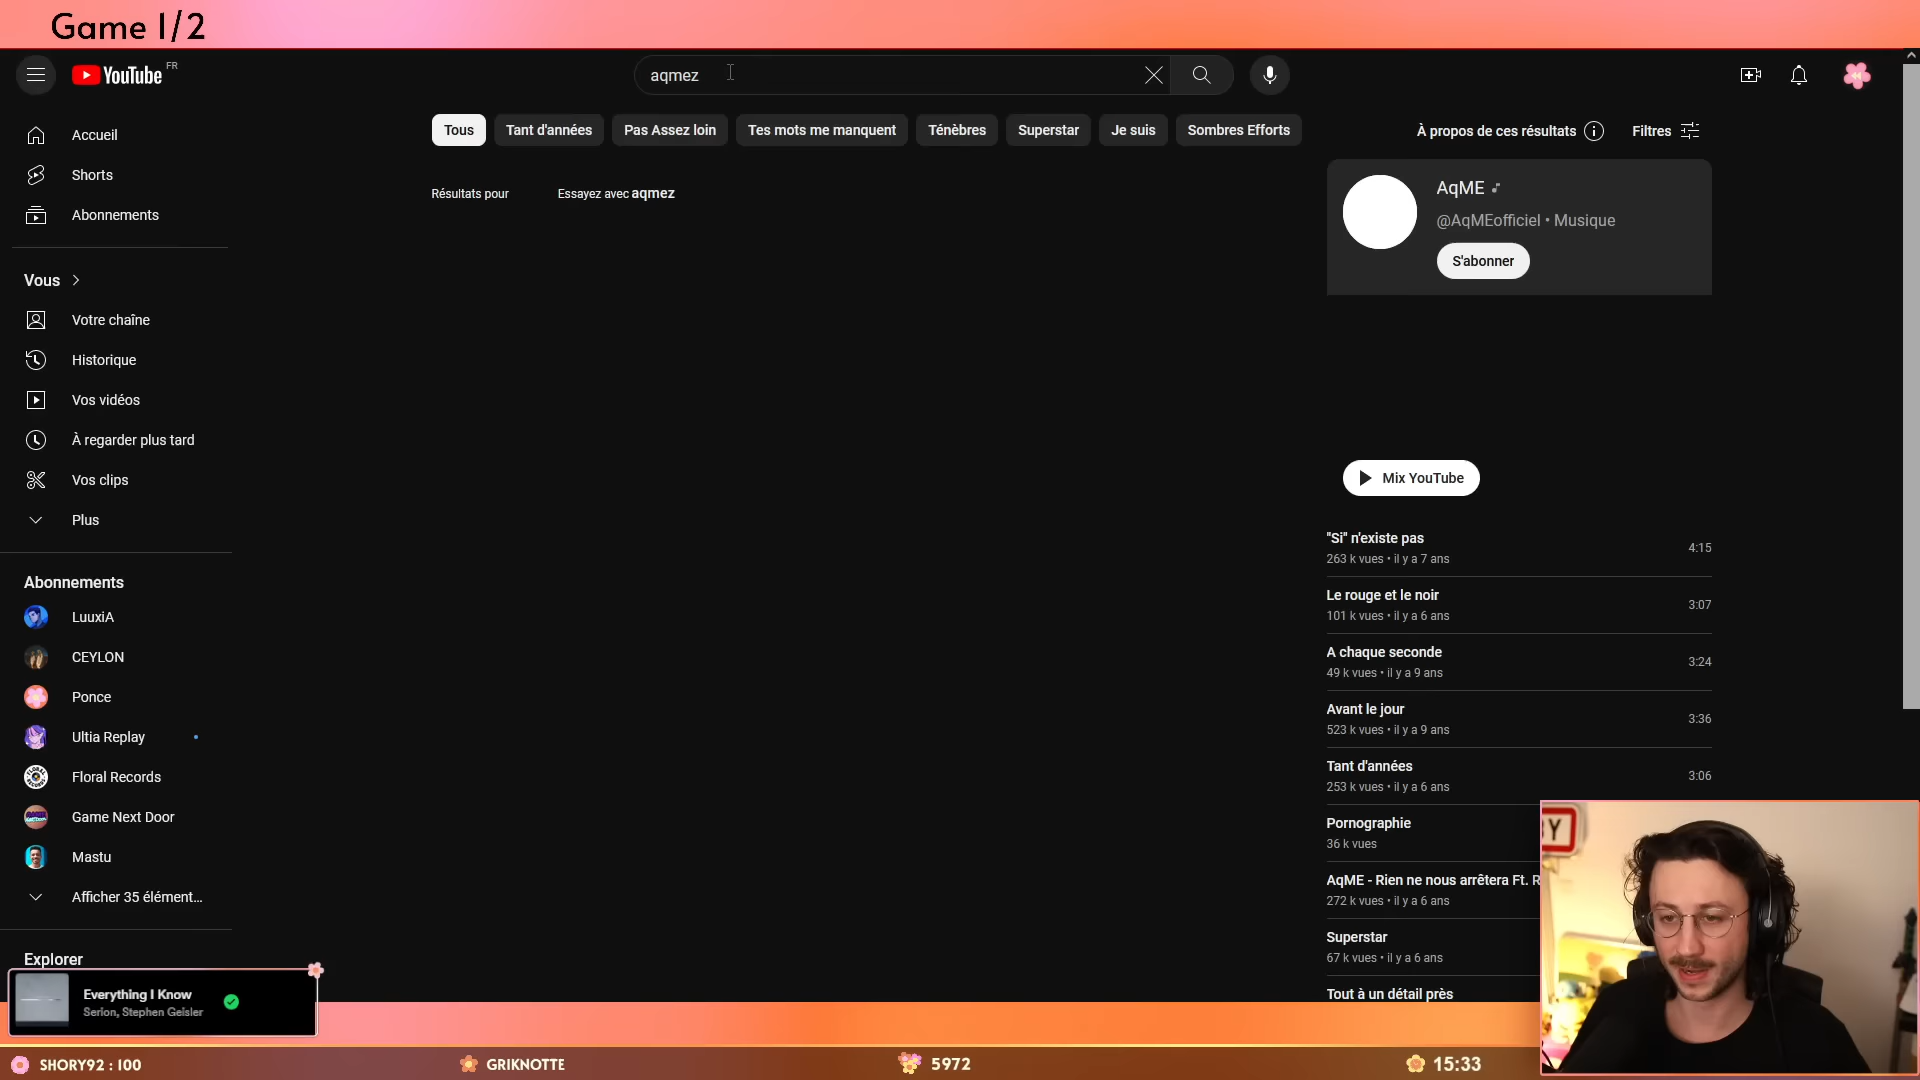 Game 1/2
YouTube FR
aqmez
Accueil
Shorts
Abonnements
Vous
Votre chaîne
Historique
Vos vidéos
À regarder plus tard
Vos clips
Plus
Abonnements
LuuxiA
CEYLON
Ponce
Ultia Replay
Floral Records
Game Next Door
Mastu
Afficher 35 élément...
Explorer
Tous
Tant d'années
Pas Assez loin
Tes mots me manquent
Ténèbres
Superstar
Je suis
Sombres Efforts
À propos de ces résultats
Filtres
Résultats pour
Essayez avec aqmez
AqME
@AqMEofficiel • Musique
S'abonner
Mix YouTube
"Si" n'existe pas
263 k vues • il y a 7 ans
4:15
Le rouge et le noir
101 k vues • il y a 6 ans
3:07
A chaque seconde
49 k vues • il y a 9 ans
3:24
Avant le jour
523 k vues • il y a 9 ans
3:36
Tant d'années
253 k vues • il y a 6 ans
3:06
Pornographie
36 k vues
AqME - Rien ne nous arrêtera Ft. R
272 k vues • il y a 6 ans
Superstar
67 k vues • il y a 6 ans
Tout à un détail près
Y
Everything I Know
Serlon, Stephen Geisler
SHORY92 : 100
GRIKNOTTE
5972
15:33